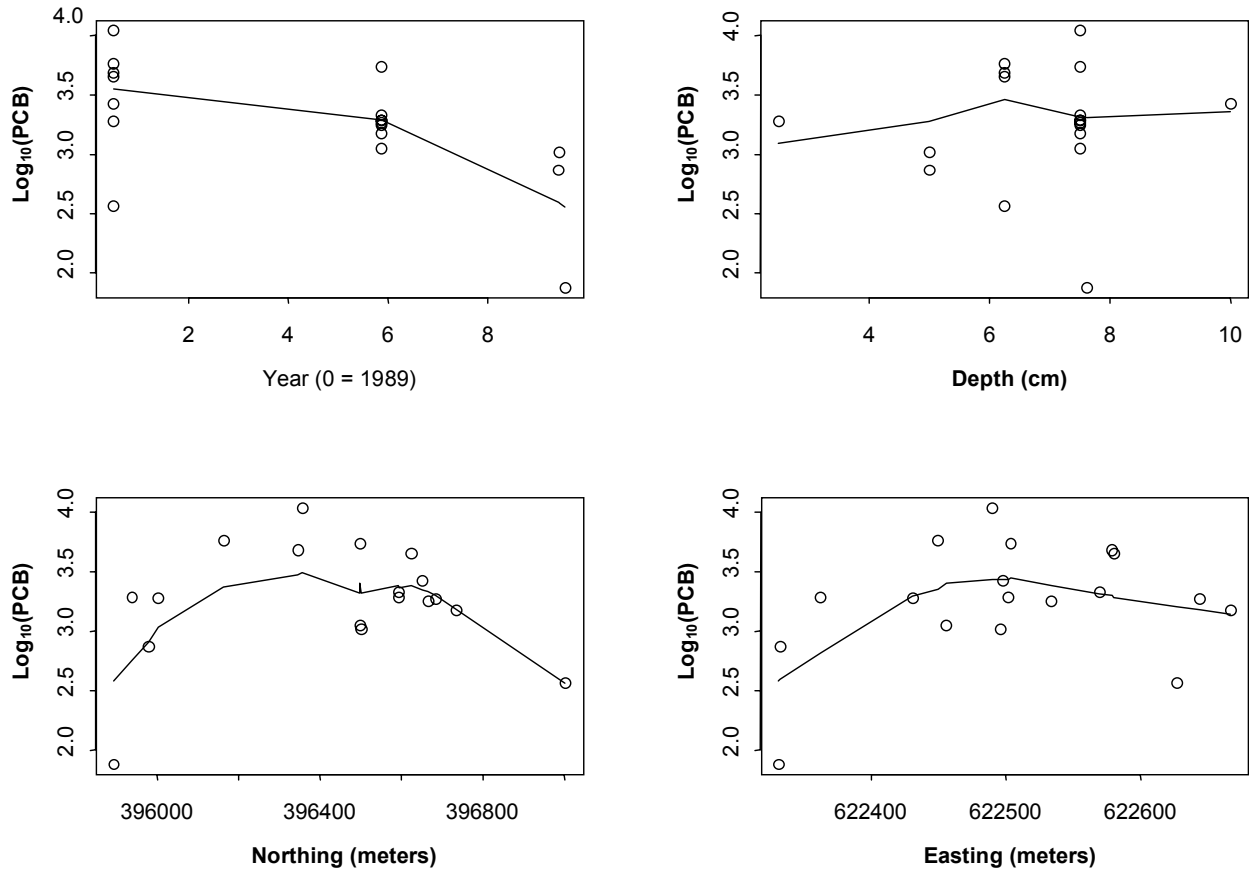 4.0
3.5
3.0
2.5
2.0
Log₁₀(PCB)
2 4 6 8
Year (0 = 1989)
4.0
3.5
3.0
2.5
2.0
Log₁₀(PCB)
4 6 8 10
Depth (cm)
4.0
3.5
3.0
2.5
2.0
Log₁₀(PCB)
396000 396400 396800
Northing (meters)
4.0
3.5
3.0
2.5
2.0
Log₁₀(PCB)
622400 622500 622600
Easting (meters)